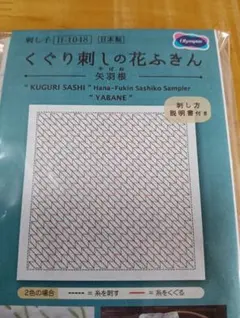 刺し子 H-1048 日本製
Olympus
くぐり刺しの花ふきん
やばね
矢羽根
"KUGURI SASHI" Hana-Fukin Sashiko Sampler
"YABANE"
刺し方
説明書付き
2色の場合 =糸を刺す =糸をくぐる